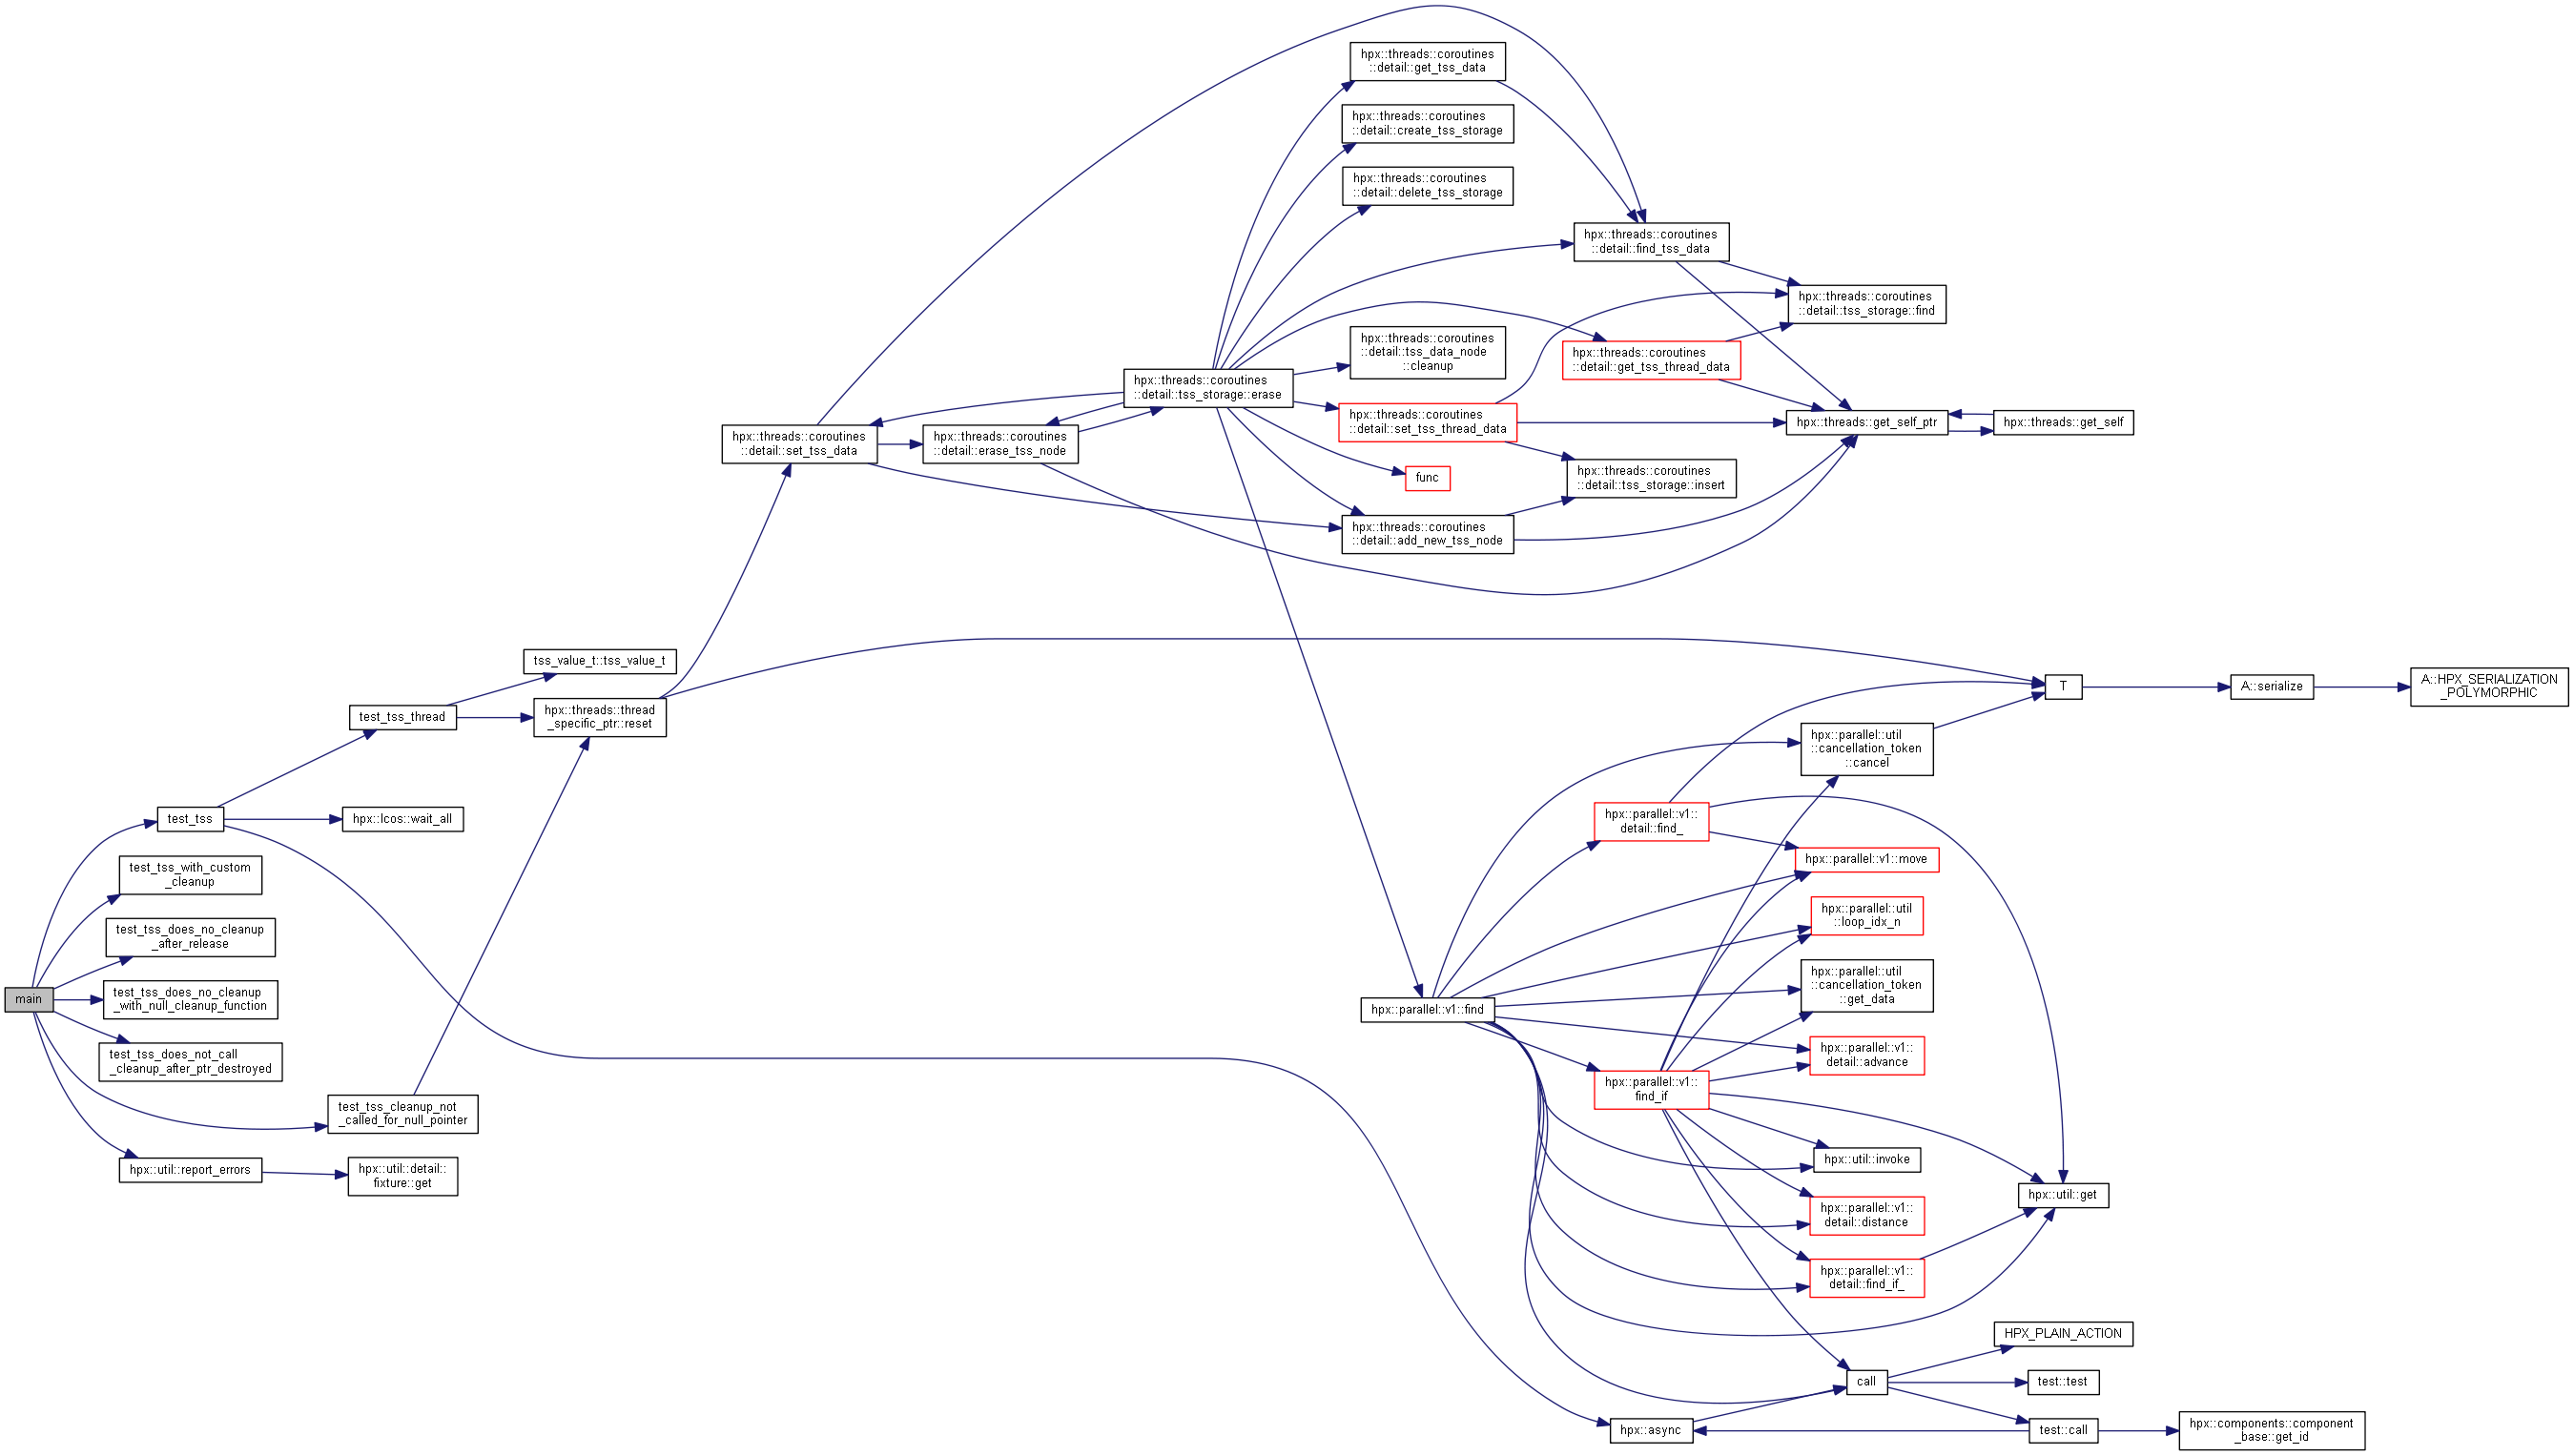 hpx::threads::coroutines
::detail::get_tss_data
hpx::threads::coroutines
::detail::create_tss_storage
hpx::threads::coroutines
::detail::delete_tss_storage
hpx::threads::coroutines
::detail::find_tss_data
hpx::threads::coroutines
::detail::tss_storage::find
hpx::threads::coroutines
::detail::tss_data_node
::cleanup
hpx::threads::coroutines
::detail::get_tss_thread_data
hpx::threads::coroutines
::detail::tss_storage::erase
hpx::threads::coroutines
::detail::set_tss_thread_data
hpx::threads::get_self_ptr
hpx::threads::get_self
hpx::threads::coroutines
::detail::set_tss_data
hpx::threads::coroutines
::detail::erase_tss_node
func
hpx::threads::coroutines
::detail::tss_storage::insert
hpx::threads::coroutines
::detail::add_new_tss_node
tss_value_t::tss_value_t
T
A::serialize
A::HPX_SERIALIZATION
_POLYMORPHIC
test_tss_thread
hpx::threads::thread
_specific_ptr::reset
hpx::parallel::util
::cancellation_token
::cancel
test_tss
hpx::lcos::wait_all
hpx::parallel::v1::
detail::find_
hpx::parallel::v1::move
test_tss_with_custom
_cleanup
hpx::parallel::util
::loop_idx_n
test_tss_does_no_cleanup
_after_release
hpx::parallel::util
::cancellation_token
::get_data
main
test_tss_does_no_cleanup
_with_null_cleanup_function
hpx::parallel::v1::find
test_tss_does_not_call
_cleanup_after_ptr_destroyed
hpx::parallel::v1::
detail::advance
hpx::parallel::v1::
find_if
test_tss_cleanup_not
_called_for_null_pointer
hpx::util::invoke
hpx::util::report_errors
hpx::util::detail::
fixture::get
hpx::util::get
hpx::parallel::v1::
detail::distance
hpx::parallel::v1::
detail::find_if_
HPX_PLAIN_ACTION
call
test::test
hpx::async
test::call
hpx::components::component
_base::get_id